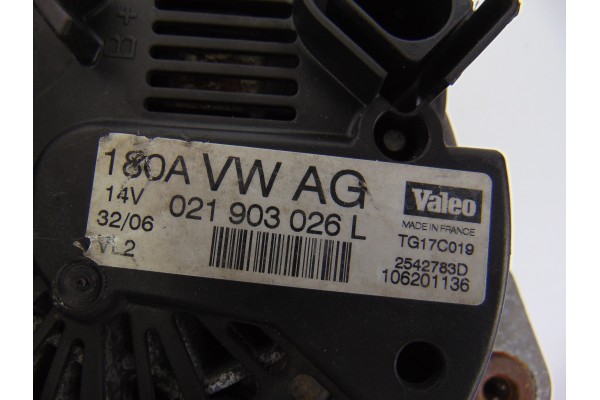 B+
180A VW AG
14V 021 903 026 L
32/06
VL2
Valeo
MADE IN FRANCE
TG17C019
2542783D
106201136